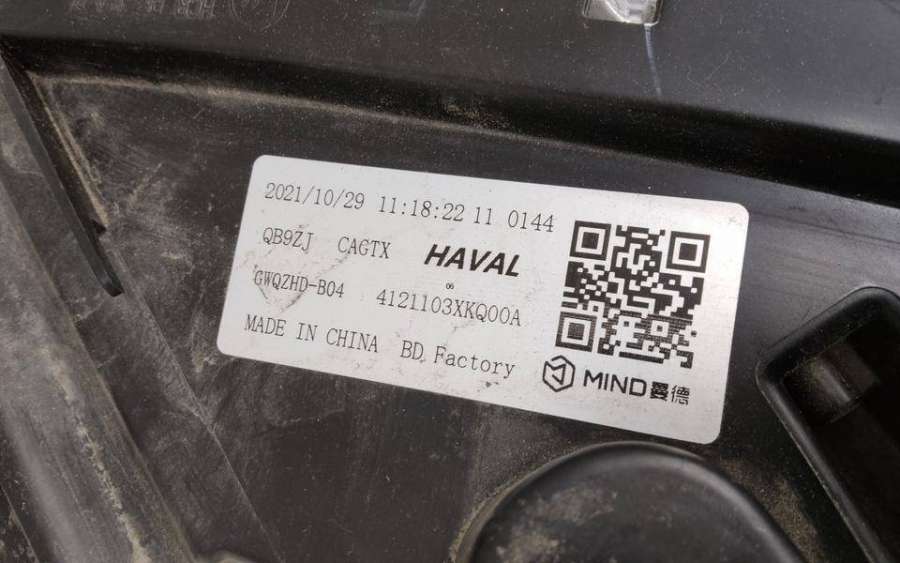 2021/10/29 11:18:22 11 0144
QB9ZJ CAGTX HAVAL
06
GWQZHD-B04 4121103XKQ00A
MADE IN CHINA BD Factory
MIND曼德